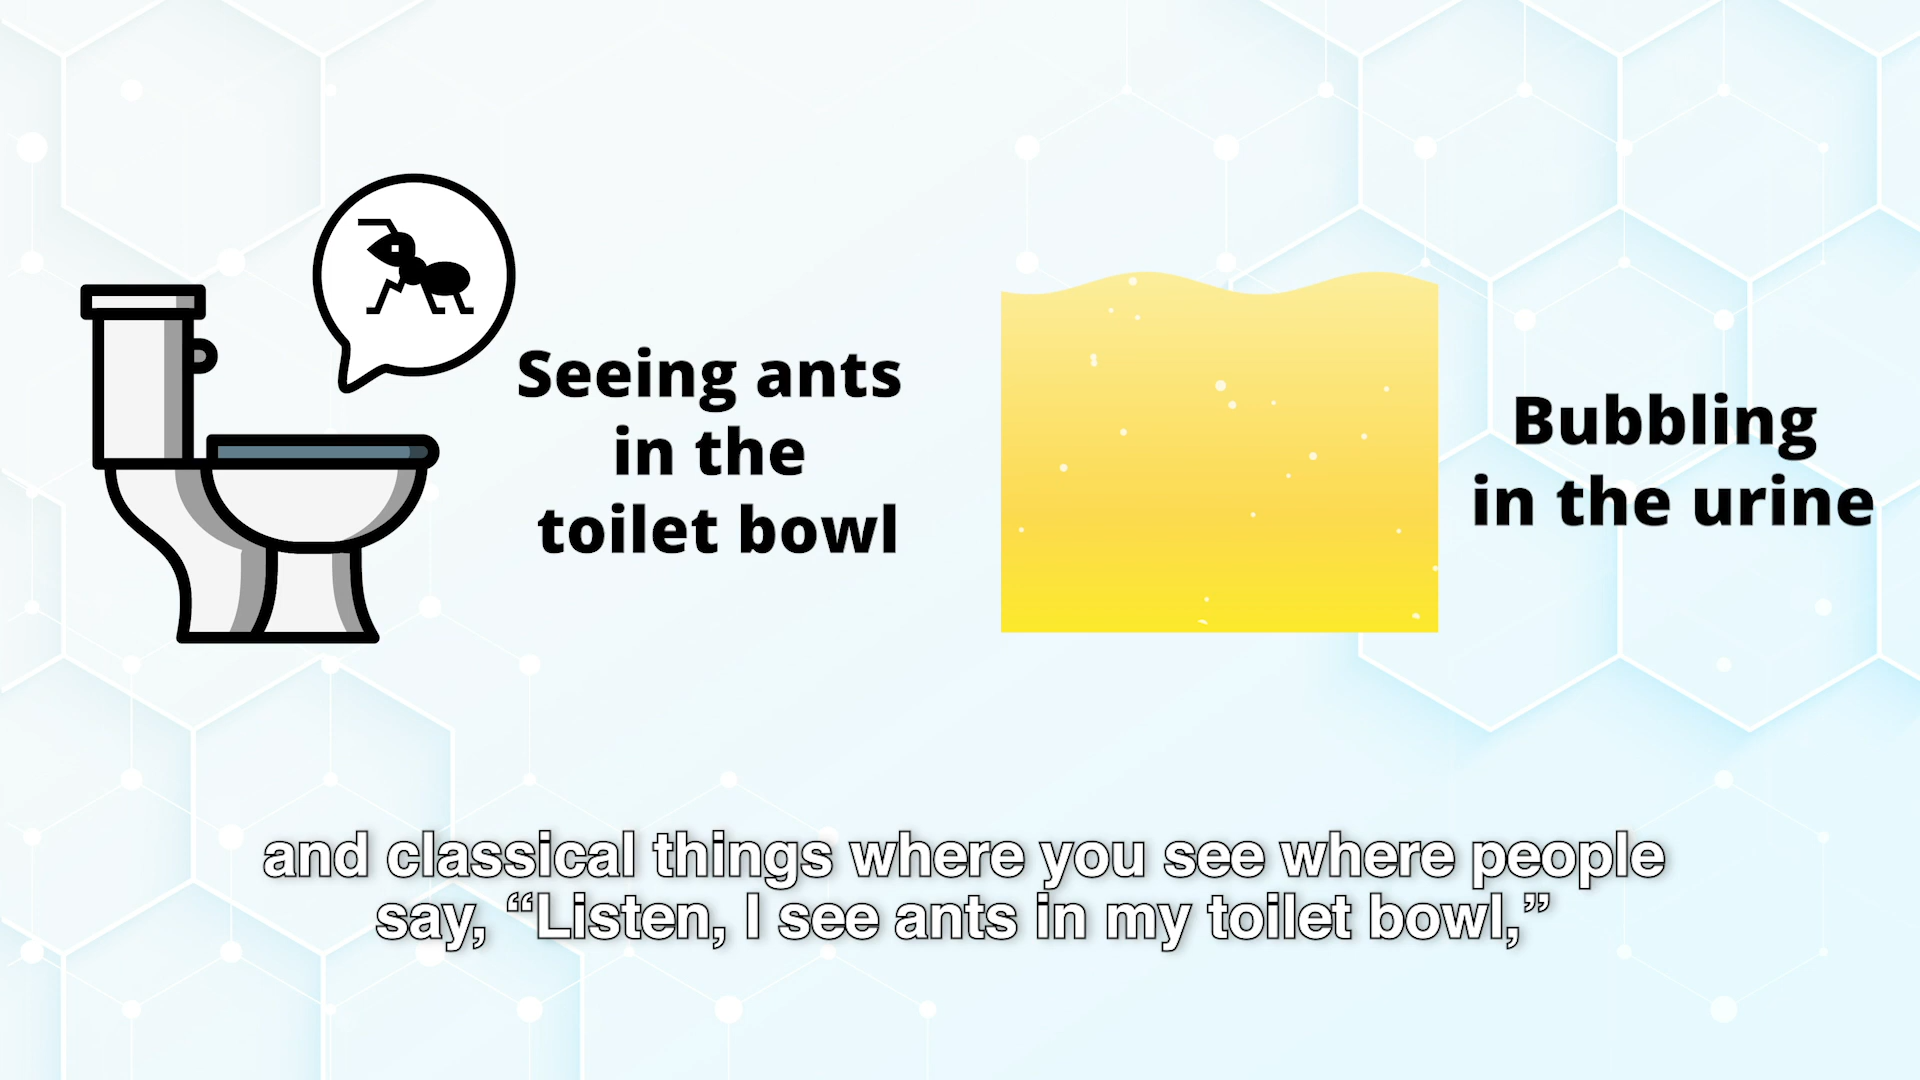 Seeing ants
in the
toilet bowl
Bubbling
in the urine
and classical things where you see where people
say, “Listen, I see ants in my toilet bowl,”